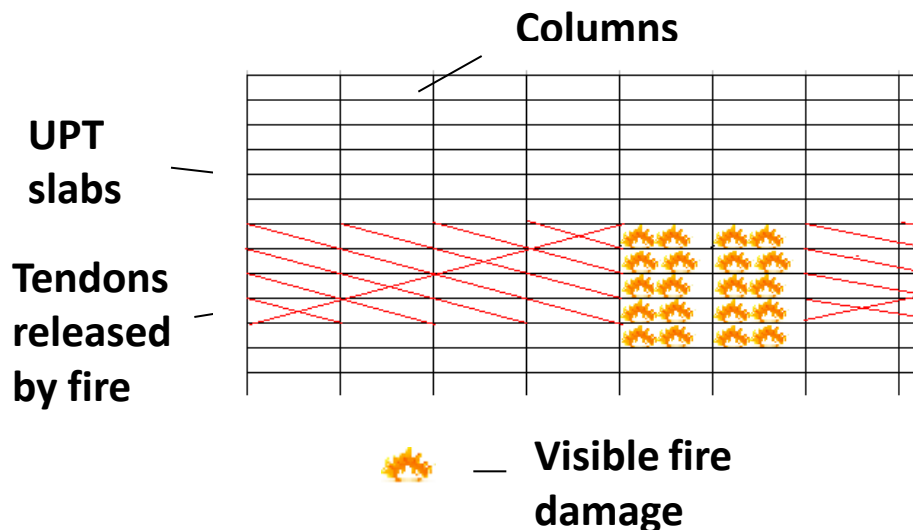 Columns
UPT
slabs
Tendons
released
by fire
Visible fire
damage